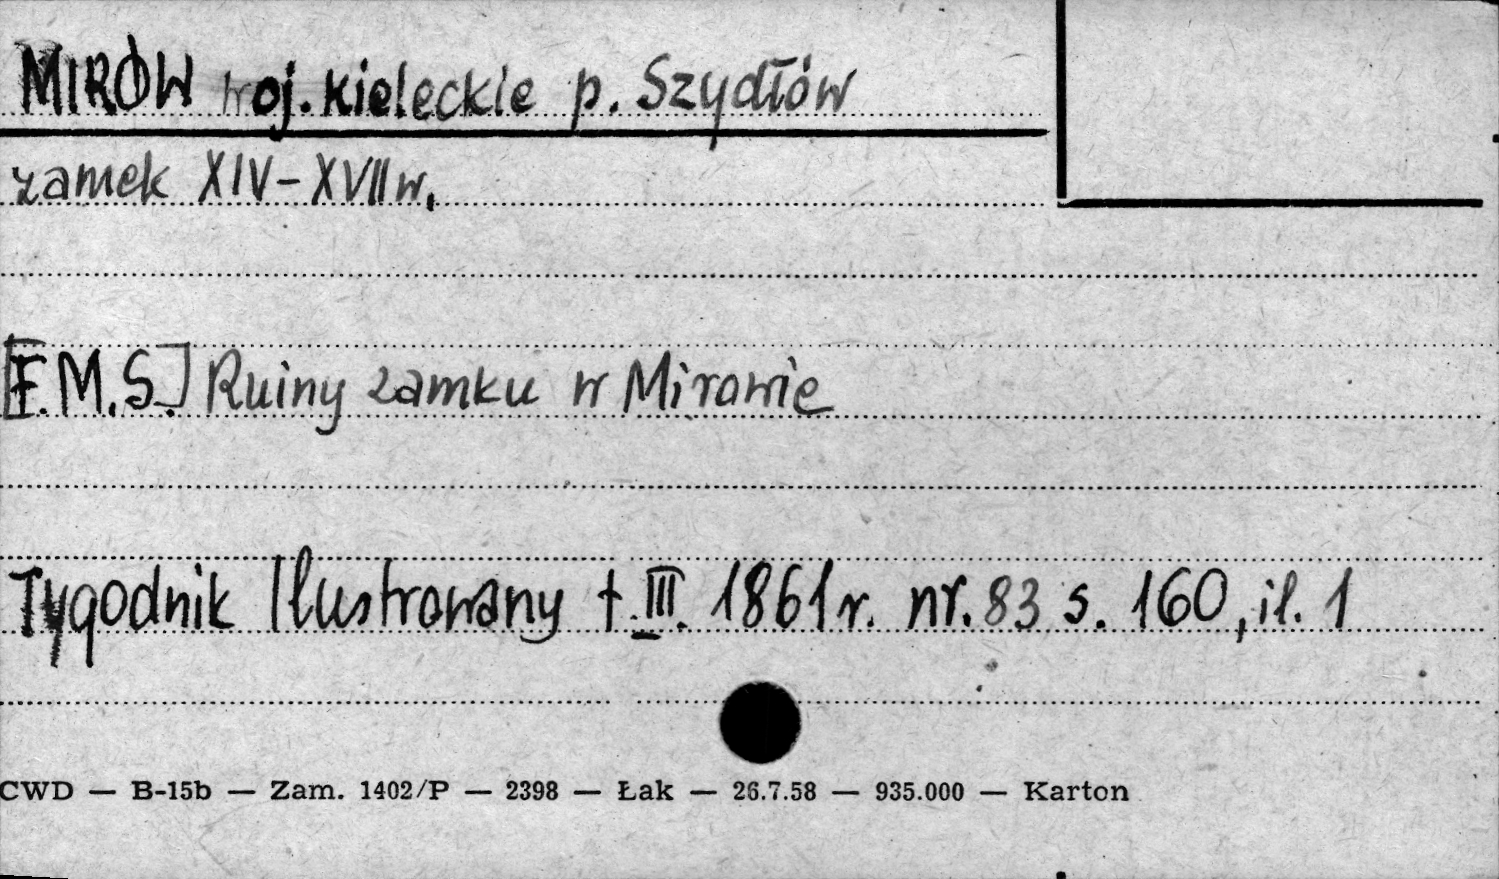 MIRÓW woj. kieleckie p. Szydłów
zamek XIV-XVII w.
[F.M.S.] Ruiny zamku w Mirowie
Tygodnik Ilustrowany t. III. 1861 r. nr. 83 s. 160, il. 1
CWD — B-15b — Zam. 1402/P — 2398 — Łak — 26.7.58 — 935.000 — Karton